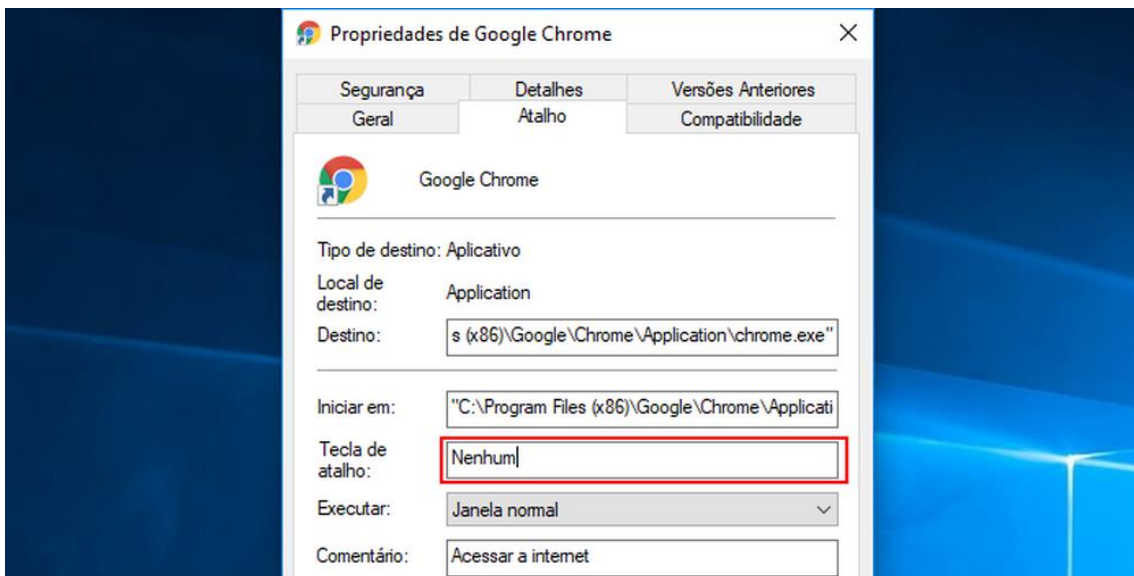 Propriedades de Google Chrome
Segurança Detalhes Versões Anteriores
Geral Atalho Compatibilidade
Google Chrome
Tipo de destino: Aplicativo
Local de
destino:
Application
Destino: s (x86)\Google\Chrome\Application\chrome.exe"
Iniciar em: "C:\Program Files (x86)\Google\Chrome\Applicati
Tecla de
atalho:
Nenhum
Executar: Janela normal
Comentário: Acessar a internet